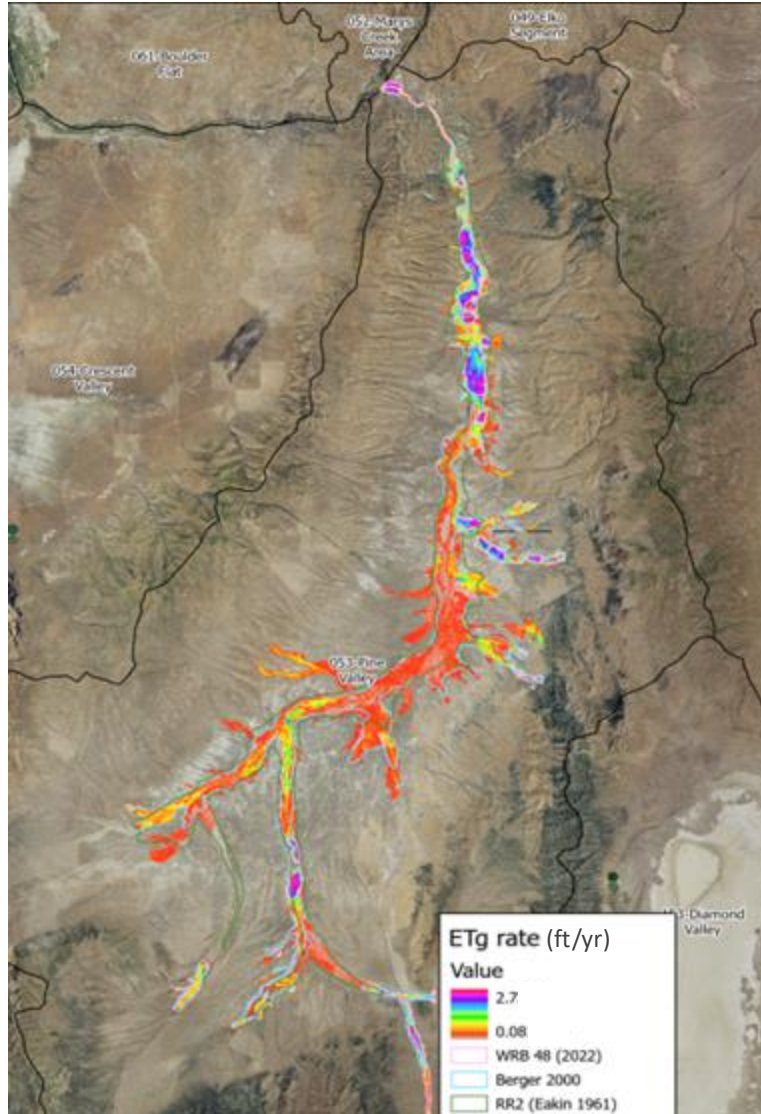 052-Marys
Creek
Area
049-Elko
Segment
061-Boulder
Flat
054-Crescent
Valley
053-Pine
Valley
3-Diamond
Valley
ETg rate (ft/yr)
Value
2.7
0.08
WRB 48 (2022)
Berger 2000
RR2 (Eakin 1961)